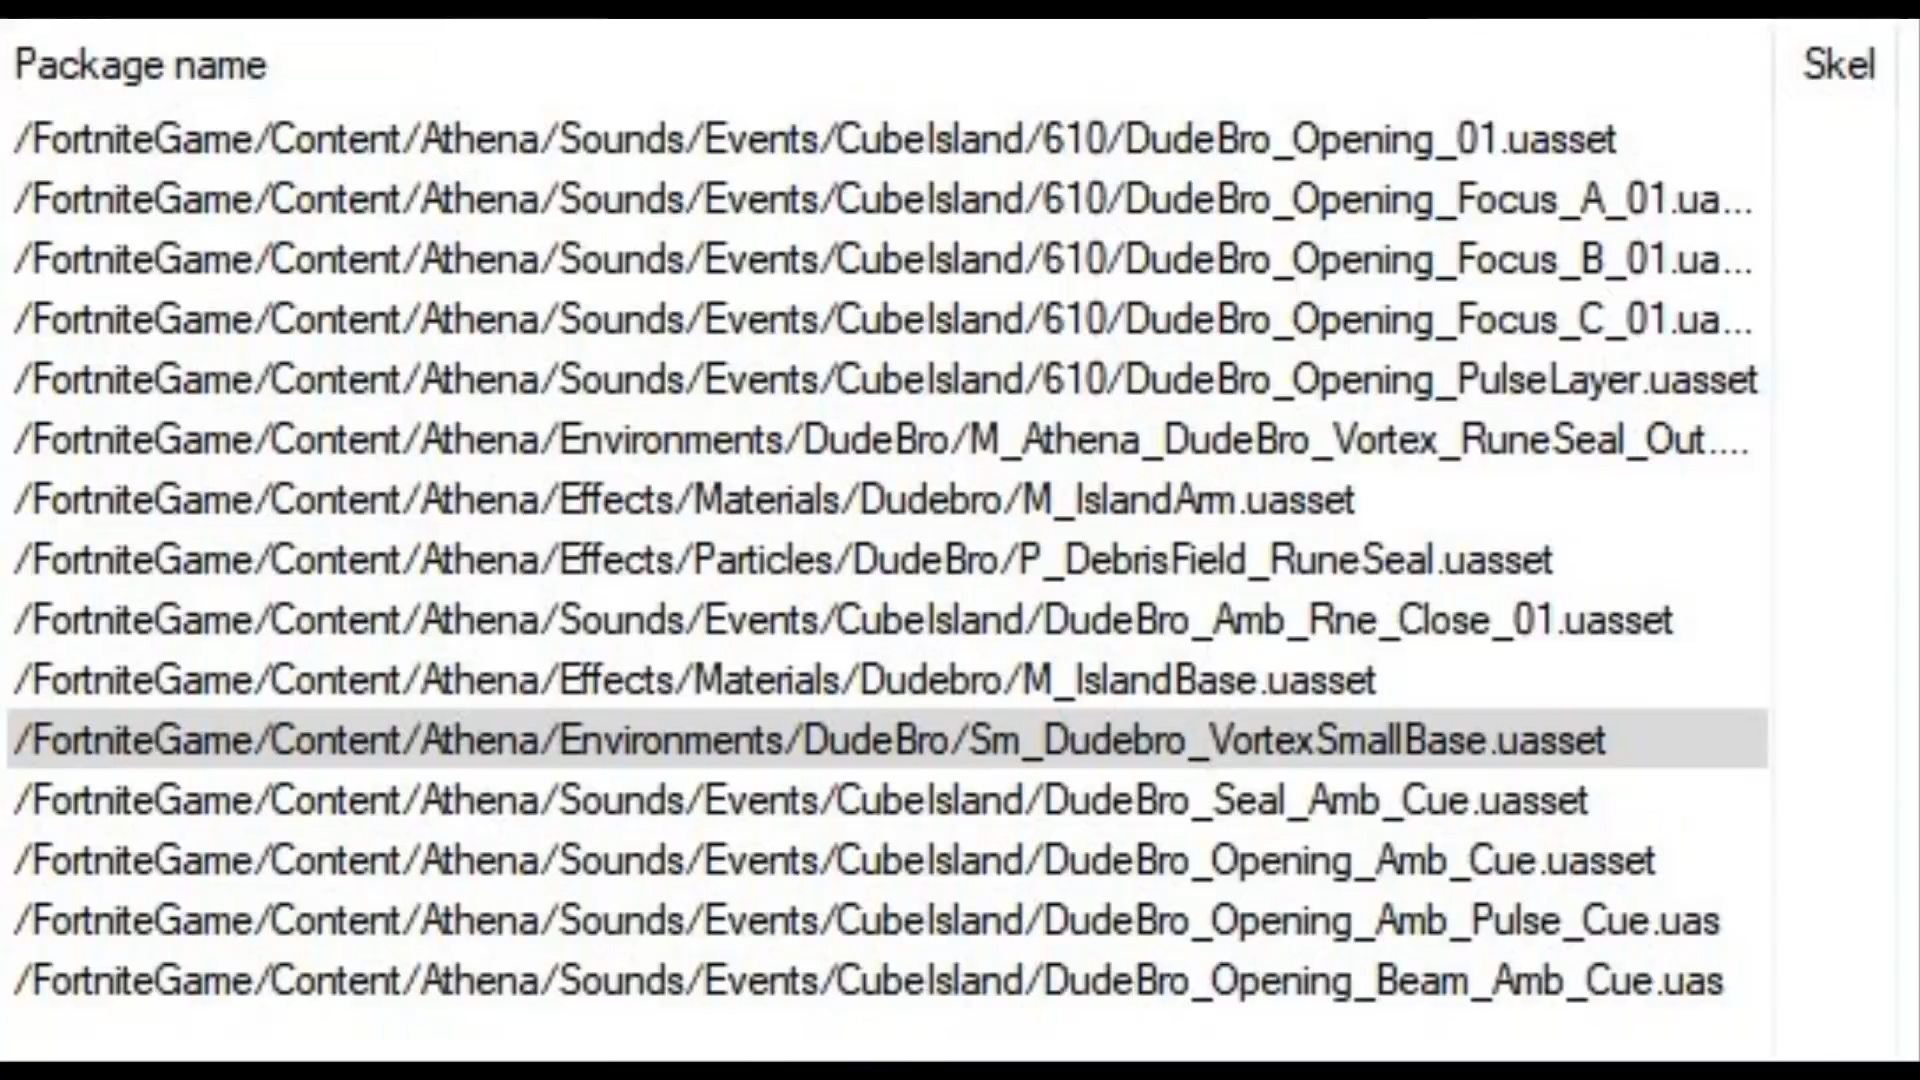 Package name Skel
/FortniteGame/Content/Athena/Sounds/Events/CubeIsland/610/DudeBro_Opening_01.uasset
/FortniteGame/Content/Athena/Sounds/Events/CubeIsland/610/DudeBro_Opening_Focus_A_01.ua...
/FortniteGame/Content/Athena/Sounds/Events/CubeIsland/610/DudeBro_Opening_Focus_B_01.ua...
/FortniteGame/Content/Athena/Sounds/Events/CubeIsland/610/DudeBro_Opening_Focus_C_01.ua...
/FortniteGame/Content/Athena/Sounds/Events/CubeIsland/610/DudeBro_Opening_PulseLayer.uasset
/FortniteGame/Content/Athena/Environments/DudeBro/M_Athena_DudeBro_Vortex_RuneSeal_Out....
/FortniteGame/Content/Athena/Effects/Materials/Dudebro/M_IslandArm.uasset
/FortniteGame/Content/Athena/Effects/Particles/DudeBro/P_DebrisField_RuneSeal.uasset
/FortniteGame/Content/Athena/Sounds/Events/CubeIsland/DudeBro_Amb_Rne_Close_01.uasset
/FortniteGame/Content/Athena/Effects/Materials/Dudebro/M_IslandBase.uasset
/FortniteGame/Content/Athena/Environments/DudeBro/Sm_Dudebro_VortexSmallBase.uasset
/FortniteGame/Content/Athena/Sounds/Events/CubeIsland/DudeBro_Seal_Amb_Cue.uasset
/FortniteGame/Content/Athena/Sounds/Events/CubeIsland/DudeBro_Opening_Amb_Cue.uasset
/FortniteGame/Content/Athena/Sounds/Events/CubeIsland/DudeBro_Opening_Amb_Pulse_Cue.uas
/FortniteGame/Content/Athena/Sounds/Events/CubeIsland/DudeBro_Opening_Beam_Amb_Cue.uas